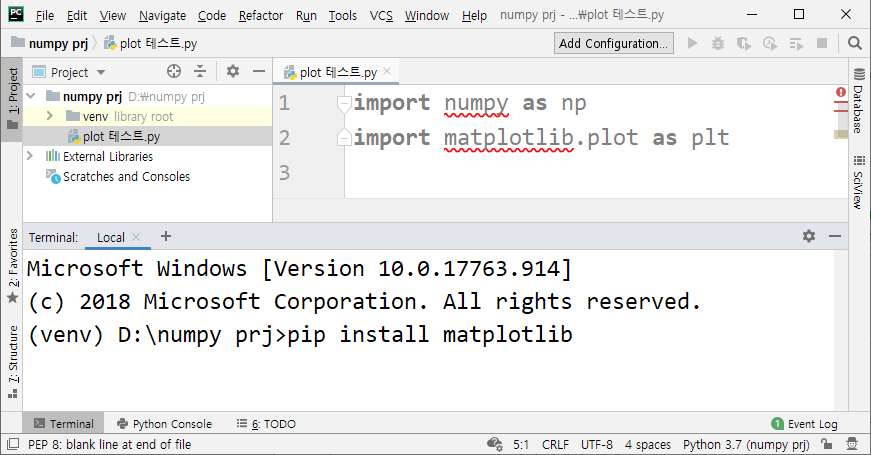 PC File Edit View Navigate Code Refactor Run Tools VCS Window Help numpy prj - ...₩plot 테스트.py
numpy prj plot 테스트.py Add Configuration...
1: Project
Project
plot 테스트.py
numpy prj D:₩numpy prj
venv library root
plot 테스트.py
External Libraries
Scratches and Consoles
1 import numpy as np
2 import matplotlib.plot as plt
3
Database
SciView
2: Favorites
7: Structure
Terminal: Local +
Microsoft Windows [Version 10.0.17763.914]
(c) 2018 Microsoft Corporation. All rights reserved.
(venv) D:\numpy prj>pip install matplotlib
Terminal Python Console 6: TODO 1 Event Log
PEP 8: blank line at end of file 5:1 CRLF UTF-8 4 spaces Python 3.7 (numpy prj)